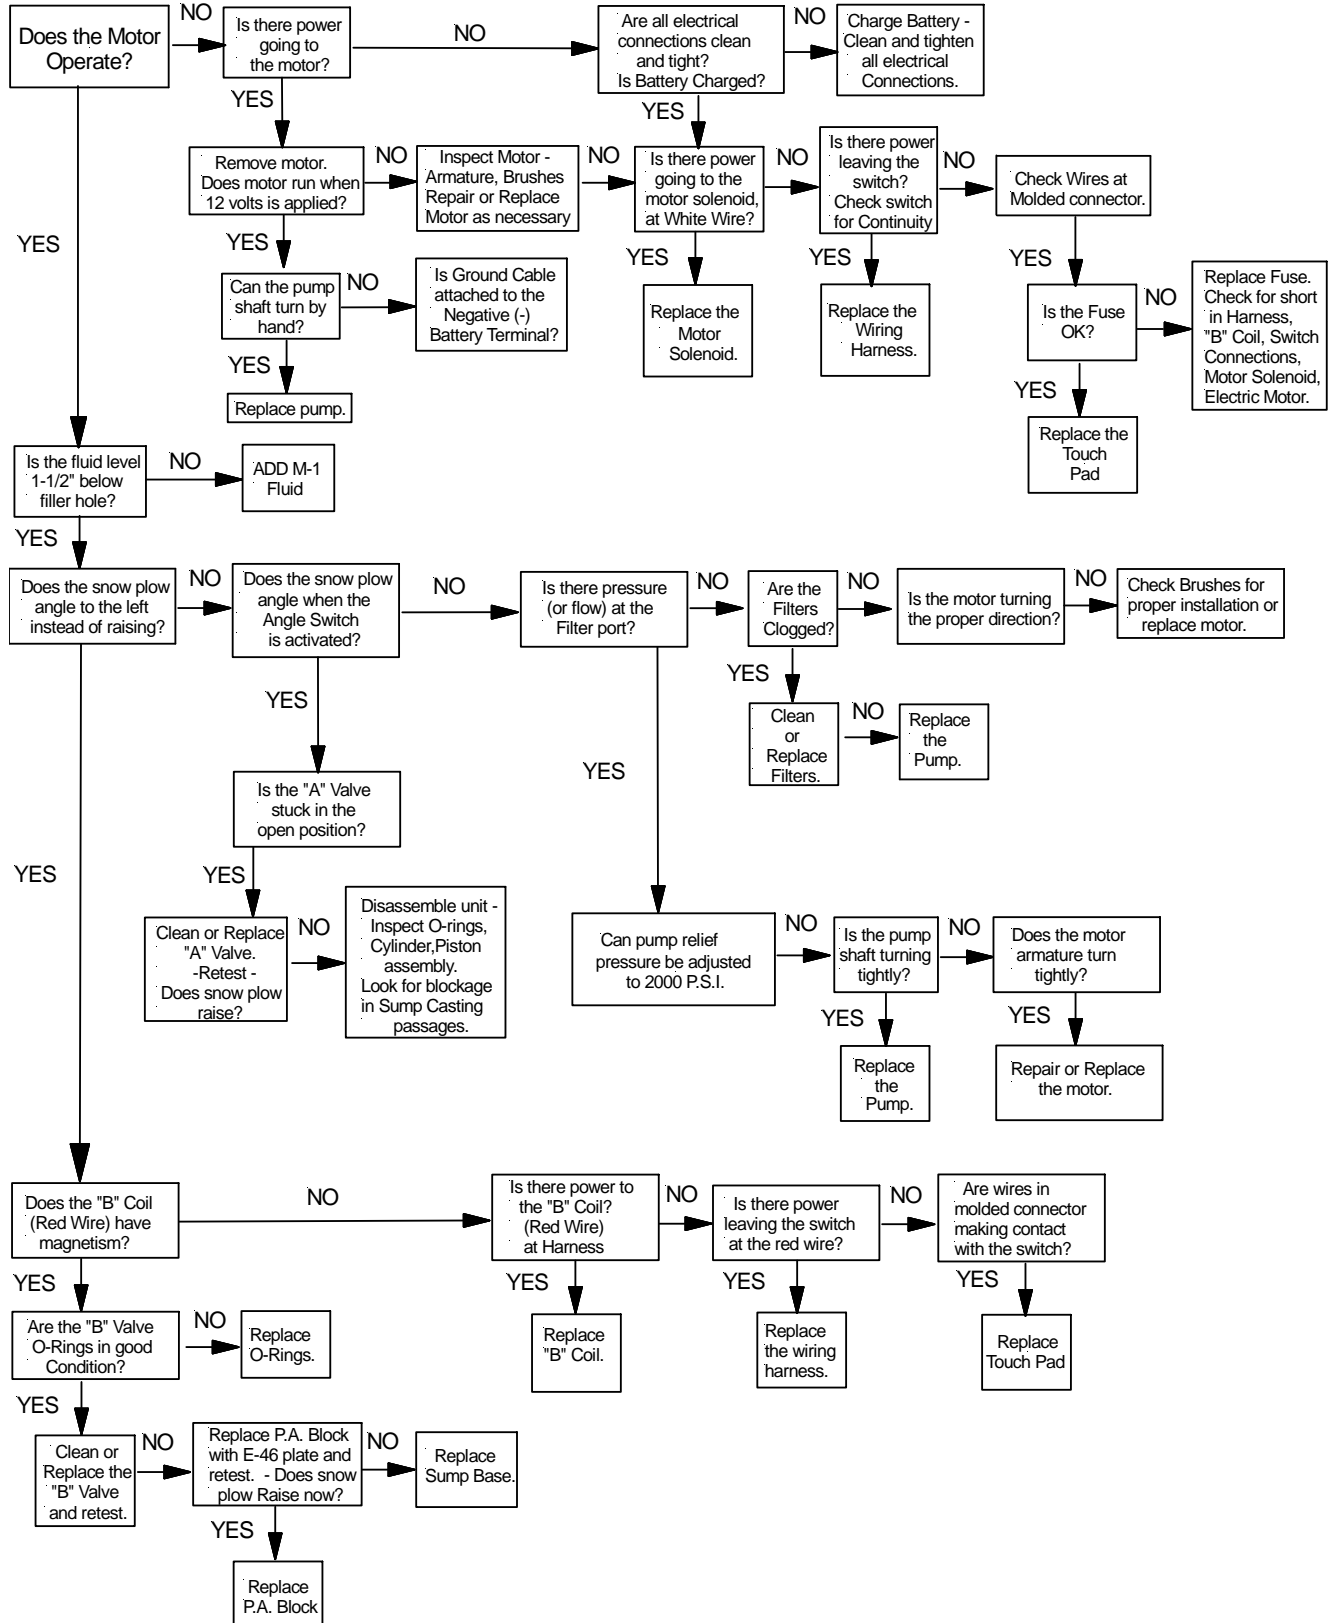 Does the Motor
Operate?
NO
Is there power
going to
the motor?
NO
Are all electrical
connections clean
and tight?
Is Battery Charged?
NO
Charge Battery -
Clean and tighten
all electrical
Connections.
YES
YES
YES
Remove motor.
Does motor run when
12 volts is applied?
NO
Inspect Motor -
Armature, Brushes
Repair or Replace
Motor as necessary
NO
Is there power
going to the
motor solenoid,
at White Wire?
NO
Is there power
leaving the
switch?
Check switch
for Continuity
NO
Check Wires at
Molded connector.
YES
YES
YES
YES
Can the pump
shaft turn by
hand?
NO
Is Ground Cable
attached to the
Negative (-)
Battery Terminal?
Replace the
Motor
Solenoid.
Replace the
Wiring
Harness.
Is the Fuse
OK?
NO
Replace Fuse.
Check for short
in Harness,
"B" Coil, Switch
Connections,
Motor Solenoid,
Electric Motor.
YES
Replace pump.
YES
Replace the
Touch
Pad
Is the fluid level
1-1/2" below
filler hole?
NO
ADD M-1
Fluid
YES
Does the snow plow
angle to the left
instead of raising?
NO
Does the snow plow
angle when the
Angle Switch
is activated?
NO
Is there pressure
(or flow) at the
Filter port?
NO
Are the
Filters
Clogged?
NO
Is the motor turning
the proper direction?
NO
Check Brushes for
proper installation or
replace motor.
YES
YES
YES
YES
Clean
or
Replace
Filters.
NO
Replace
the
Pump.
Is the "A" Valve
stuck in the
open position?
YES
Clean or Replace
"A" Valve.
-Retest -
Does snow plow
raise?
NO
Disassemble unit -
Inspect O-rings,
Cylinder,Piston
assembly.
Look for blockage
in Sump Casting
passages.
Can pump relief
pressure be adjusted
to 2000 P.S.I.
NO
Is the pump
shaft turning
tightly?
NO
Does the motor
armature turn
tightly?
YES
YES
Replace
the
Pump.
Repair or Replace
the motor.
Does the "B" Coil
(Red Wire) have
magnetism?
NO
Is there power to
the "B" Coil?
(Red Wire)
at Harness
NO
Is there power
leaving the switch
at the red wire?
NO
Are wires in
molded connector
making contact
with the switch?
YES
YES
YES
YES
Are the "B" Valve
O-Rings in good
Condition?
NO
Replace
O-Rings.
Replace
"B" Coil.
Replace
the wiring
harness.
Replace
Touch Pad
YES
Clean or
Replace the
"B" Valve
and retest.
NO
Replace P.A. Block
with E-46 plate and
retest. - Does snow
plow Raise now?
NO
Replace
Sump Base.
YES
Replace
P.A. Block